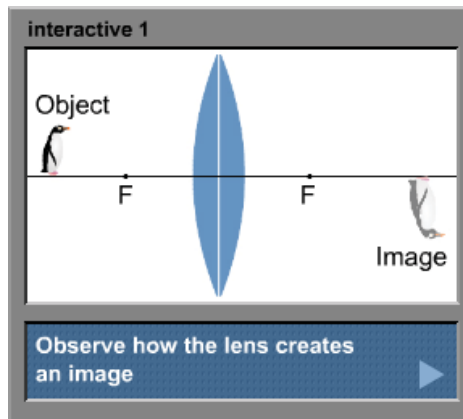 interactive 1
Object
F
F
Image
Observe how the lens creates
an image